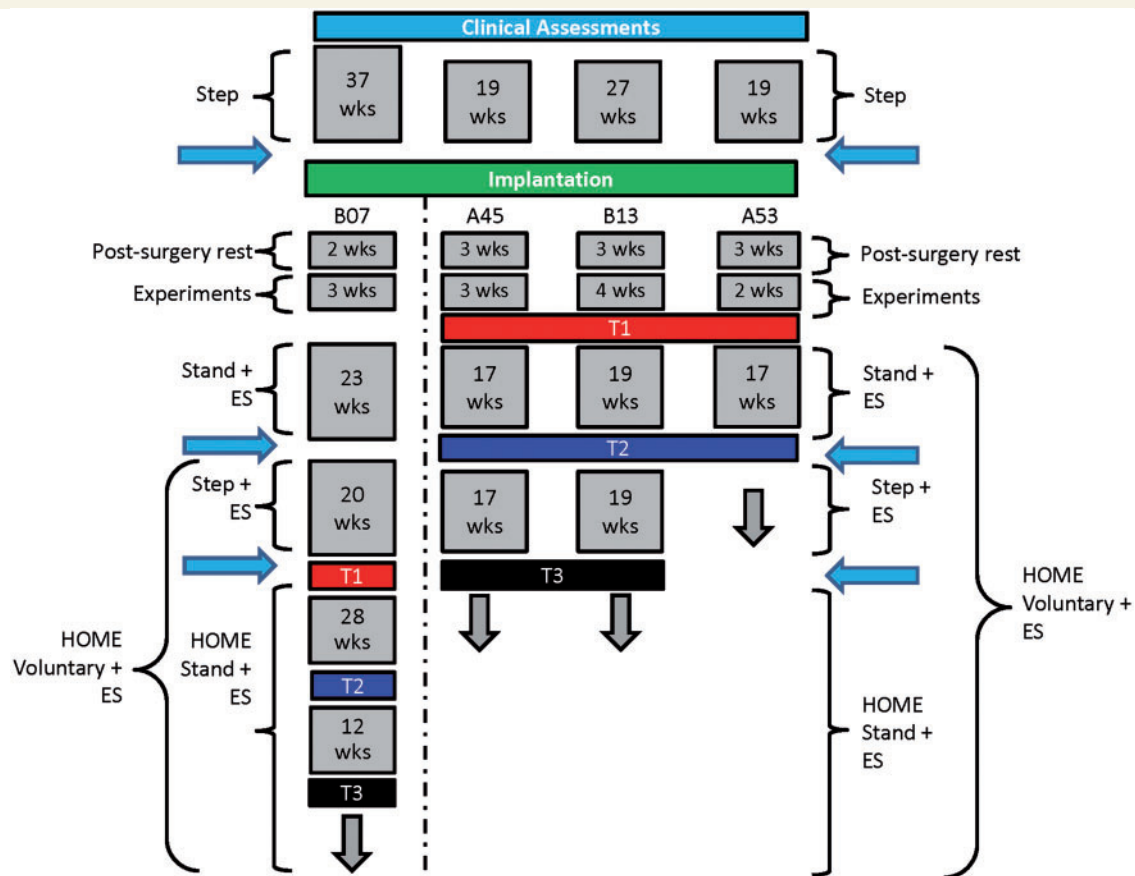 Clinical Assessments
Step
37
wks
19
wks
27
wks
19
wks
Step
Implantation
B07
A45
B13
A53
Post-surgery rest
2 wks
3 wks
3 wks
3 wks
Post-surgery rest
Experiments
3 wks
3 wks
4 wks
2 wks
Experiments
T1
Stand +
ES
23
wks
17
wks
19
wks
17
wks
Stand +
ES
T2
Step +
ES
20
wks
17
wks
19
wks
Step +
ES
T1
T3
HOME
Voluntary +
ES
HOME
Stand +
ES
28
wks
T2
12
wks
T3
HOME
Stand +
ES
HOME
Voluntary +
ES